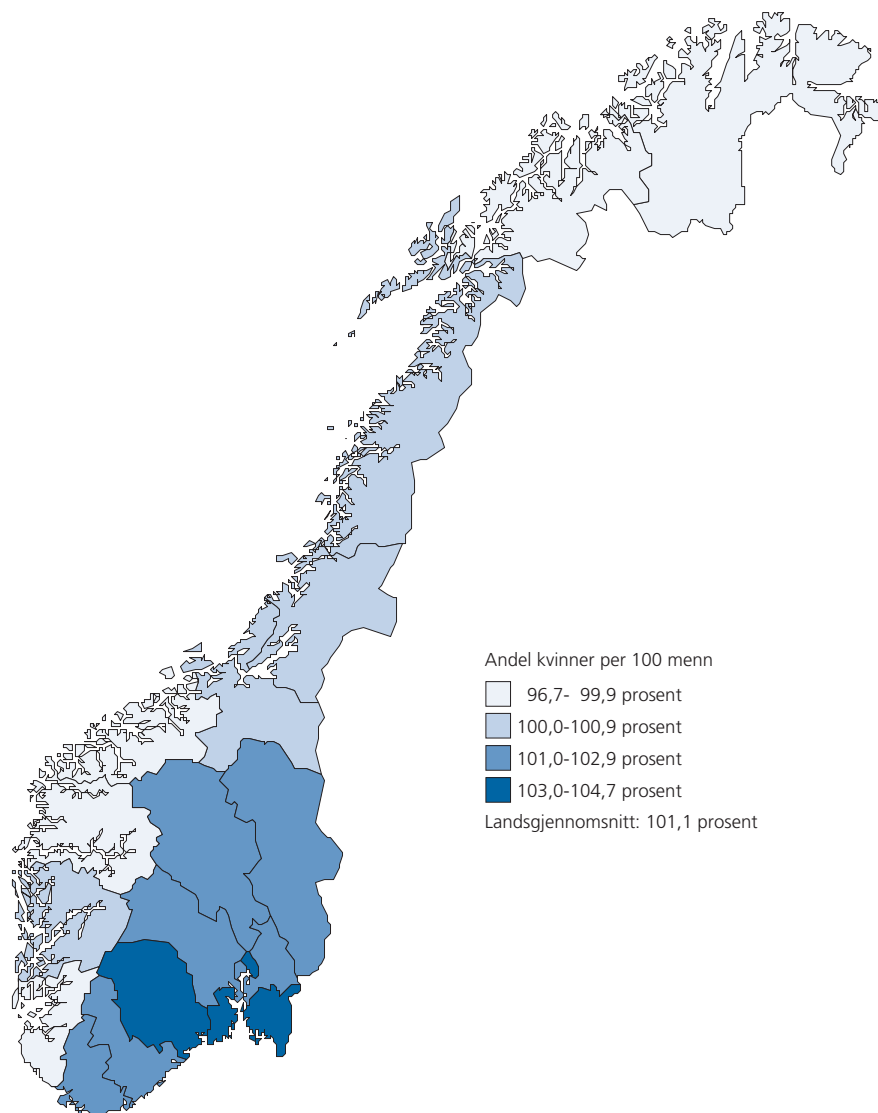 Andel kvinner per 100 menn
96,7- 99,9 prosent
100,0-100,9 prosent
101,0-102,9 prosent
103,0-104,7 prosent
Landsgjennomsnitt: 101,1 prosent